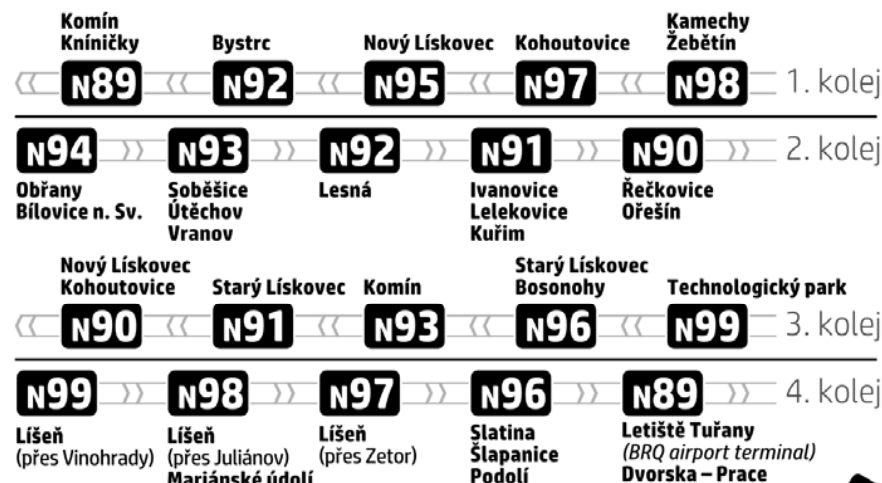 Komín
Kníničky
Bystrc
Nový Lískovec
Kohoutovice
Kamechy
Žebětín
N89 N92 N95 N97 N98 1. kolej
N94 N93 N92 N91 N90 2. kolej
Obřany
Bílovice n. Sv.
Soběšice
Útěchov
Vranov
Lesná
Ivanovice
Lelekovice
Kuřim
Řečkovice
Ořešín
Nový Lískovec
Kohoutovice
Starý Lískovec
Komín
Starý Lískovec
Bosonohy
Technologický park
N90 N91 N93 N96 N99 3. kolej
N99 N98 N97 N96 N89 4. kolej
Líšeň
(přes Vinohrady)
Líšeň
(přes Juliánov)
Mariánské údolí
Líšeň
(přes Zetor)
Slatina
Šlapanice
Podolí
Letiště Tuřany
(BRQ airport terminal)
Dvorska – Prace